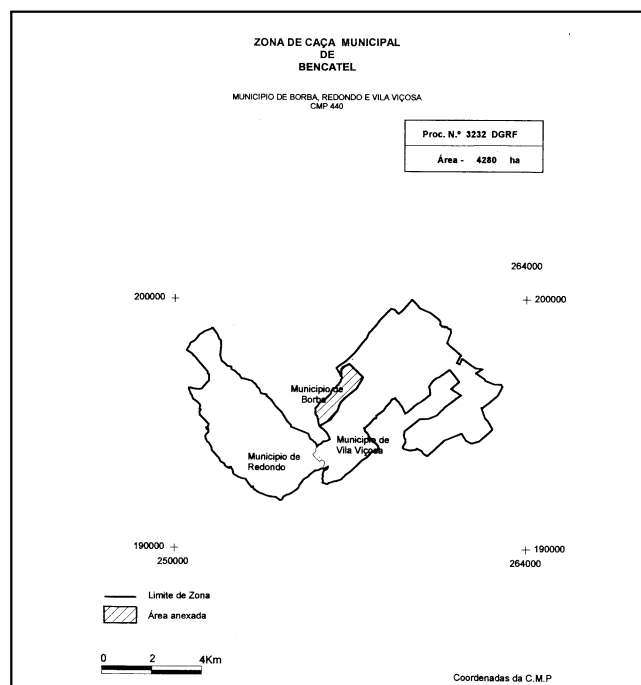 ZONA DE CAÇA MUNICIPAL
DE
BENCATEL
MUNICIPIO DE BORBA, REDONDO E VILA VIÇOSA
CMP 440
Proc. N.º 3232 DGRF
Área - 4280 ha
264000
200000
200000
Municipio de
Borba
Municipio de
Vila Viçosa
Municipio de
Redondo
190000
250000
190000
264000
Limite de Zona
Área anexada
0 2 4Km
Coordenadas da C.M.P